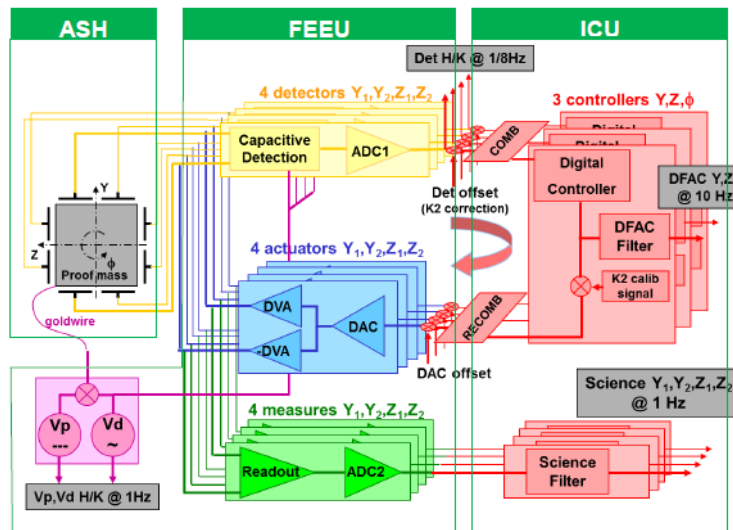 ASH
FEEU
ICU
Det H/K @ 1/8Hz
4 detectors Y1,Y2,Z1,Z2
3 controllers Y,Z,ϕ
Capacitive
Detection
ADC1
COMB
Digital
Digital
Digital
Controller
DFAC Y,Z
@ 10 Hz
Det offset
(K2 correction)
DFAC
Filter
Y
Z
ϕ
Proof mass
4 actuators Y1,Y2,Z1,Z2
K2 calib
signal
goldwire
DVA
DAC
-DVA
RECOMB
DAC offset
Science Y1,Y2,Z1,Z2
@ 1 Hz
Vp
---
Vd
~
4 measures Y1,Y2,Z1,Z2
Readout
ADC2
Science
Filter
Vp,Vd H/K @ 1Hz